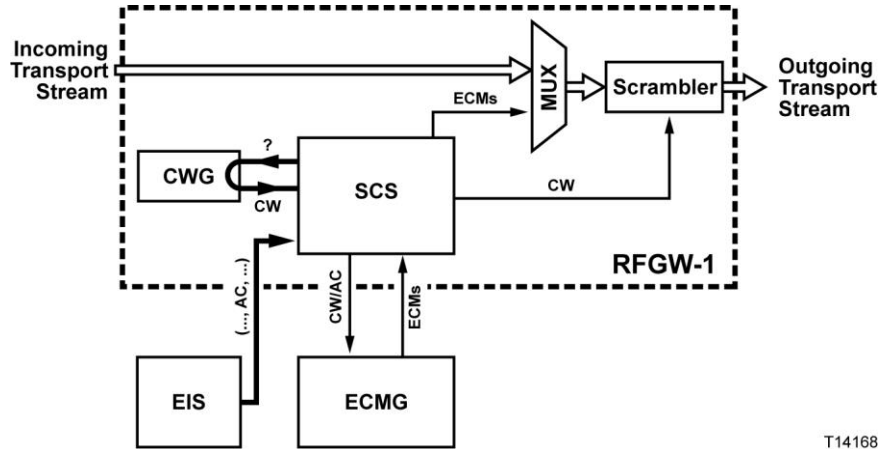 Incoming
Transport
Stream
MUX
Scrambler
Outgoing
Transport
Stream
ECMs
?
CWG
CW
SCS
CW
RFGW-1
(..., AC, ...)
CW/AC
ECMs
EIS
ECMG
T14168